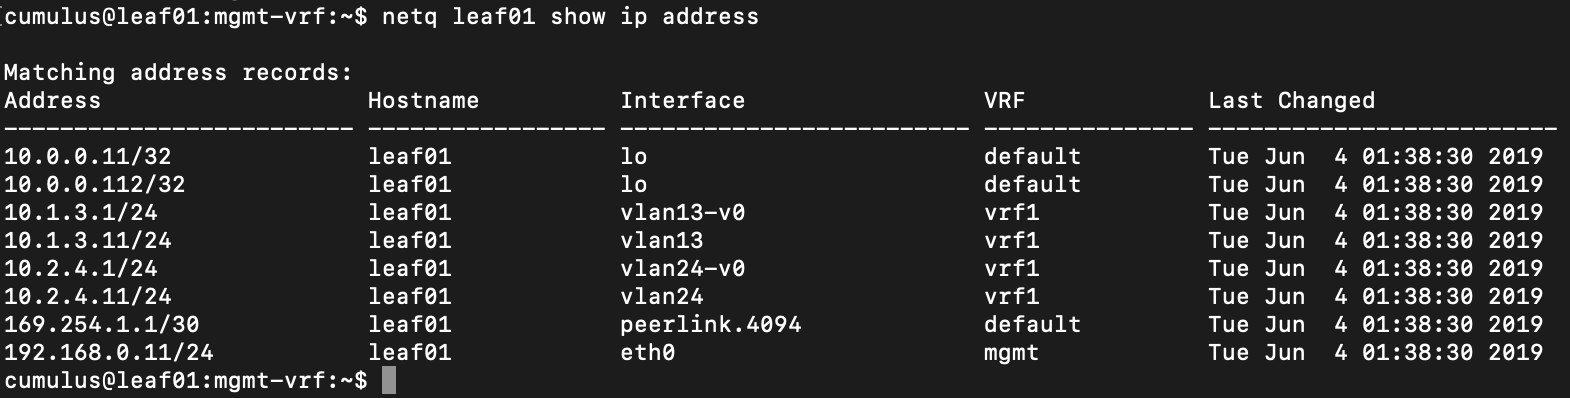 cumulus@leaf01:mgmt-vrf:~$ netq leaf01 show ip address
Matching address records:
Address                   Hostname          Interface                 VRF             Last Changed
------------------------- ----------------- ------------------------- --------------- -------------------------
10.0.0.11/32              leaf01            lo                        default         Tue Jun  4 01:38:30 2019
10.0.0.112/32             leaf01            lo                        default         Tue Jun  4 01:38:30 2019
10.1.3.1/24               leaf01            vlan13-v0                 vrf1            Tue Jun  4 01:38:30 2019
10.1.3.11/24              leaf01            vlan13                    vrf1            Tue Jun  4 01:38:30 2019
10.2.4.1/24               leaf01            vlan24-v0                 vrf1            Tue Jun  4 01:38:30 2019
10.2.4.11/24              leaf01            vlan24                    vrf1            Tue Jun  4 01:38:30 2019
169.254.1.1/30            leaf01            peerlink.4094             default         Tue Jun  4 01:38:30 2019
192.168.0.11/24           leaf01            eth0                      mgmt            Tue Jun  4 01:38:30 2019
cumulus@leaf01:mgmt-vrf:~$